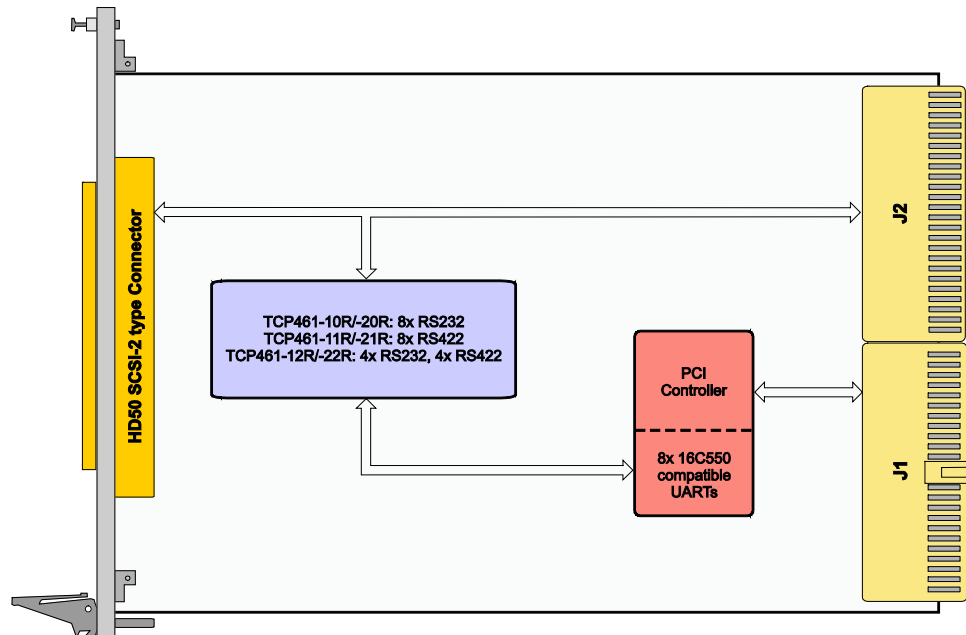 HD50 SCSI-2 type Connector
TCP461-10R/-20R: 8x RS232
TCP461-11R/-21R: 8x RS422
TCP461-12R/-22R: 4x RS232, 4x RS422
PCI
Controller
8x 16C550
compatible
UARTs
J2
J1